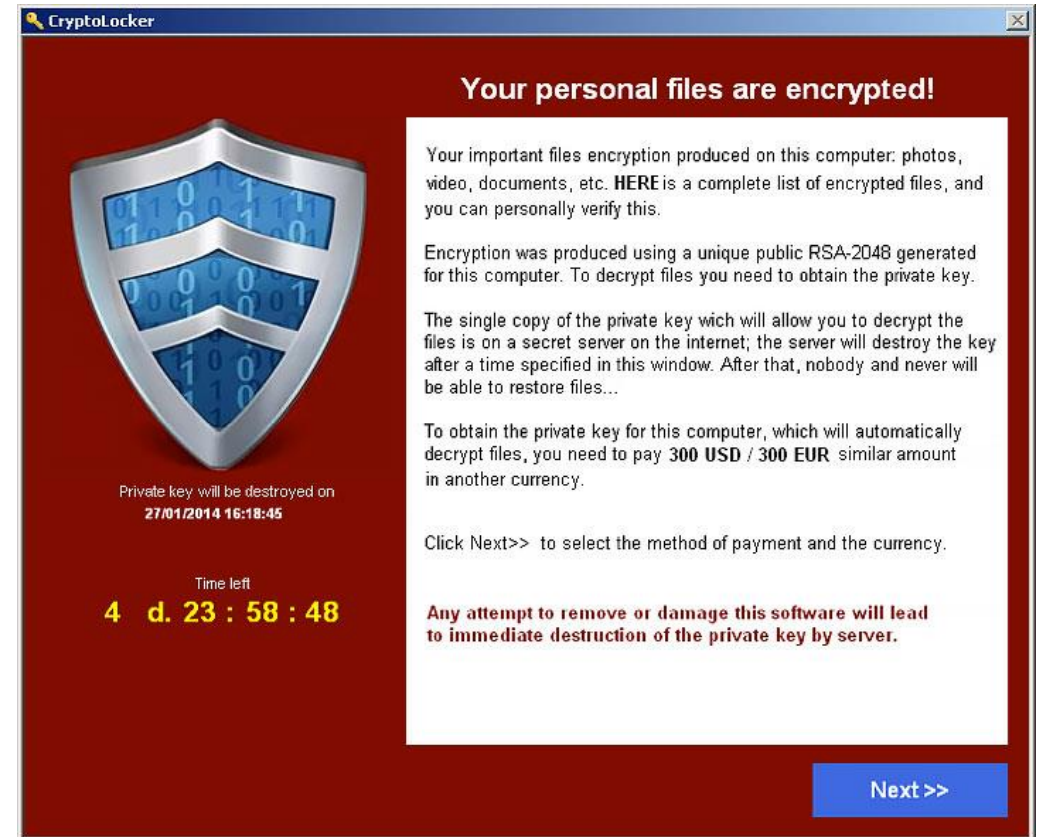 CryptoLocker
Your personal files are encrypted!
Your important files encryption produced on this computer: photos,
video, documents, etc. HERE is a complete list of encrypted files, and
you can personally verify this.
Encryption was produced using a unique public RSA-2048 generated
for this computer. To decrypt files you need to obtain the private key.
The single copy of the private key wich will allow you to decrypt the
files is on a secret server on the internet; the server will destroy the key
after a time specified in this window. After that, nobody and never will
be able to restore files...
To obtain the private key for this computer, which will automatically
decrypt files, you need to pay 300 USD / 300 EUR similar amount
in another currency.
Click Next>> to select the method of payment and the currency.
Any attempt to remove or damage this software will lead
to immediate destruction of the private key by server.
Private key will be destroyed on
27/01/2014 16:18:45
Time left
4 d. 23 : 58 : 48
Next >>